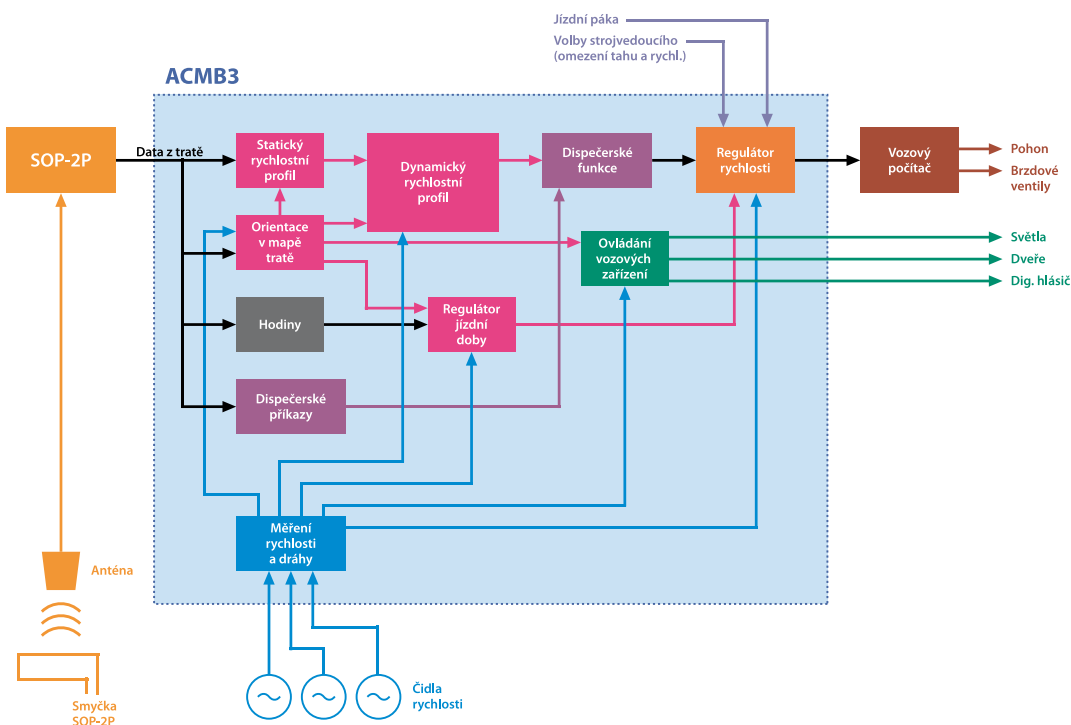 Jízdní páka
Volby strojvedoucího
(omezení tahu a rychl.)
ACMB3
SOP-2P
Data z tratě
Statický
rychlostní
profil
Dynamický
rychlostní
profil
Dispečerské
funkce
Regulátor
rychlosti
Vozový
počítač
Pohon
Brzdové
ventily
Orientace
v mapě
tratě
Ovládání
vozových
zařízení
Světla
Dveře
Dig. hlásič
Hodiny
Regulátor
jízdní
doby
Dispečerské
příkazy
Měření
rychlosti
a dráhy
Anténa
Smyčka
SOP-2P
Čidla
rychlosti